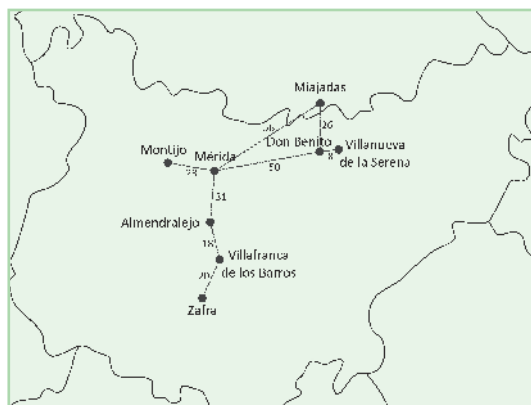 Miajadas
26
Don Benito
Villanueva
de la Serena
8
50
Montijo
Mérida
31
Almendralejo
18
Villafranca
de los Barros
20
Zafra